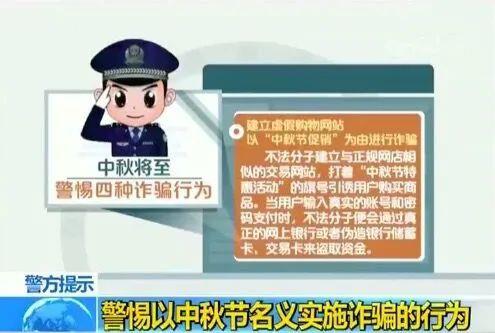 中秋将至
警惕四种诈骗行为
建立虚假购物网站
以“中秋节促销”为由进行诈骗
不法分子建立与正规网店相
似的交易网站，打着“中秋节特
惠活动”的旗号引诱用户购买商
品。当用户输入真实的账号和密
码支付时，不法分子便会通过真
正的网上银行或者伪造银行储蓄
卡、交易卡来盗取资金。
警方提示
警惕以中秋节名义实施诈骗的行为